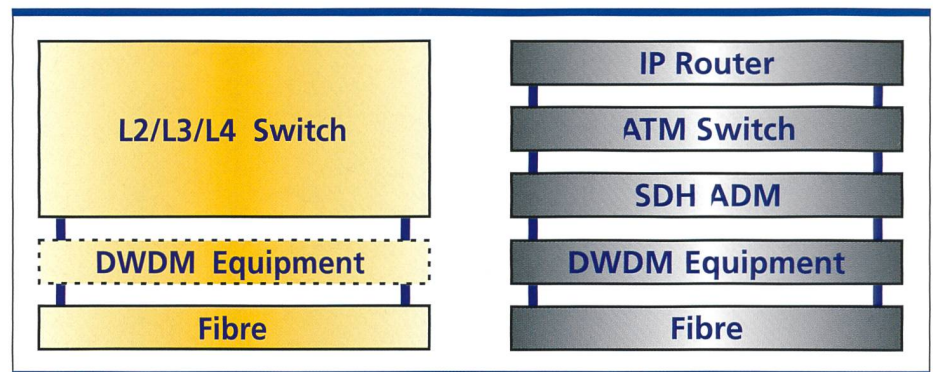 L2/L3/L4 Switch
DWDM Equipment
Fibre
IP Router
ATM Switch
SDH ADM
DWDM Equipment
Fibre